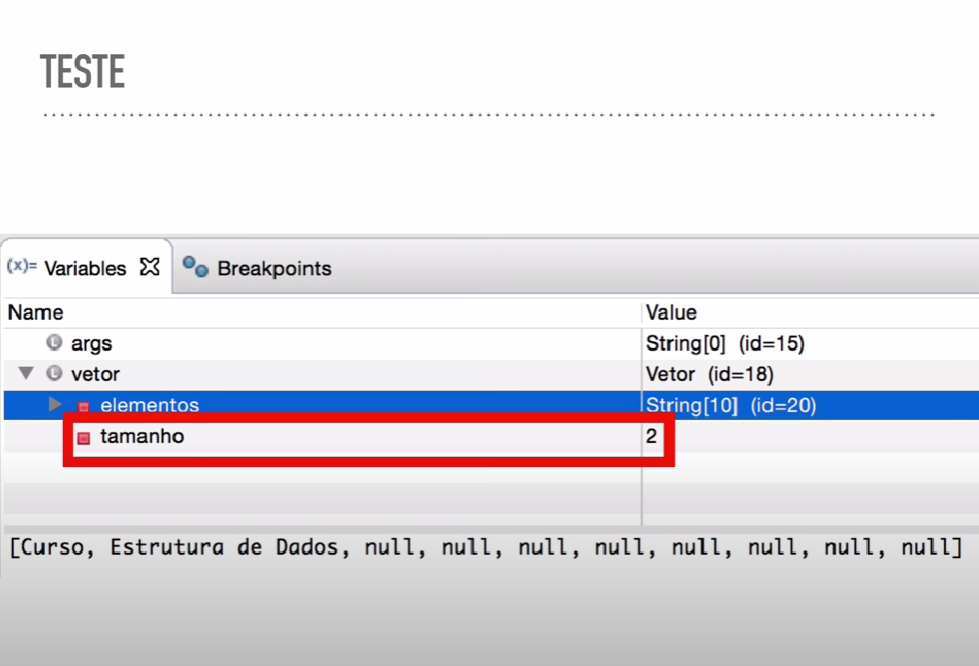 TESTE
(x)= Variables Breakpoints
Name Value
args String[0] (id=15)
vetor Vetor (id=18)
elementos String[10] (id=20)
tamanho 2
[Curso, Estrutura de Dados, null, null, null, null, null, null, null, null]